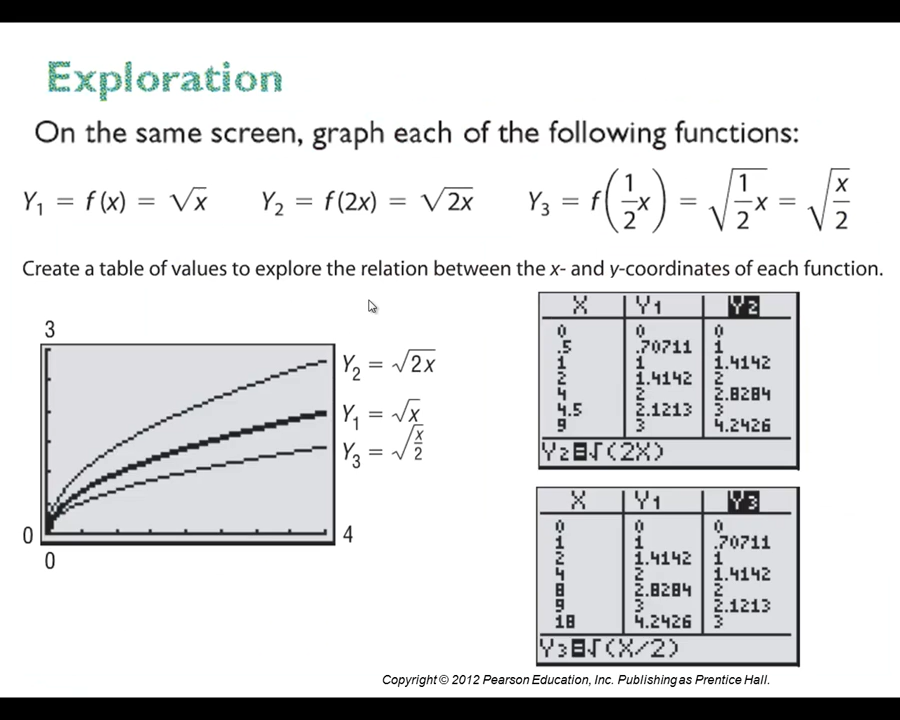 Exploration
On the same screen, graph each of the following functions:
Y₁ = f(x) = √x Y₂ = f(2x) = √2x Y₃ = f(1/2 x) = √(1/2 x) = √(x/2)
Create a table of values to explore the relation between the x- and y-coordinates of each function.
3
Y₂ = √2x
Y₁ = √x
Y₃ = √(x/2)
0 4
0
X Y1 Y2
0 0 0
.5 .70711 1
1 1 1.4142
2 1.4142 2
4 2 2.8284
4.5 2.1213 3
9 3 4.2426
Y2=√(2X)
X Y1 Y3
0 0 0
1 1 .70711
2 1.4142 1
4 2 1.4142
8 2.8284 2
9 3 2.1213
18 4.2426 3
Y3=√(X/2)
Copyright © 2012 Pearson Education, Inc. Publishing as Prentice Hall.